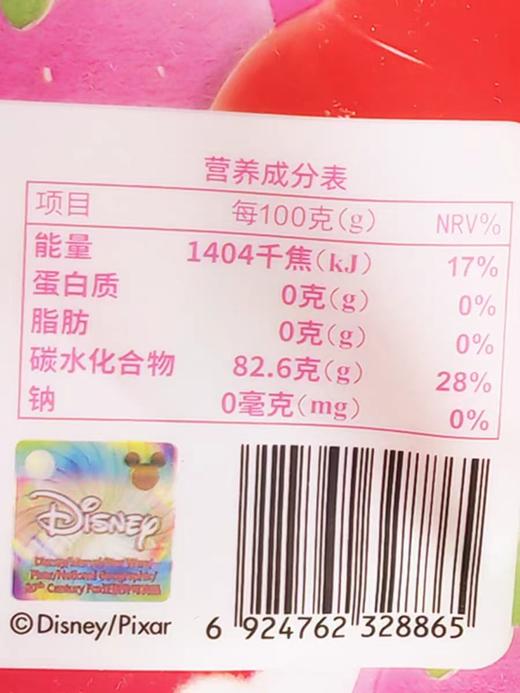 营养成分表
项目 每100克(g) NRV%
能量 1404千焦(kJ) 17%
蛋白质 0克(g) 0%
脂肪 0克(g) 0%
碳水化合物 82.6克(g) 28%
钠 0毫克(mg) 0%
Disney
©Disney/Pixar
6 924762 328865